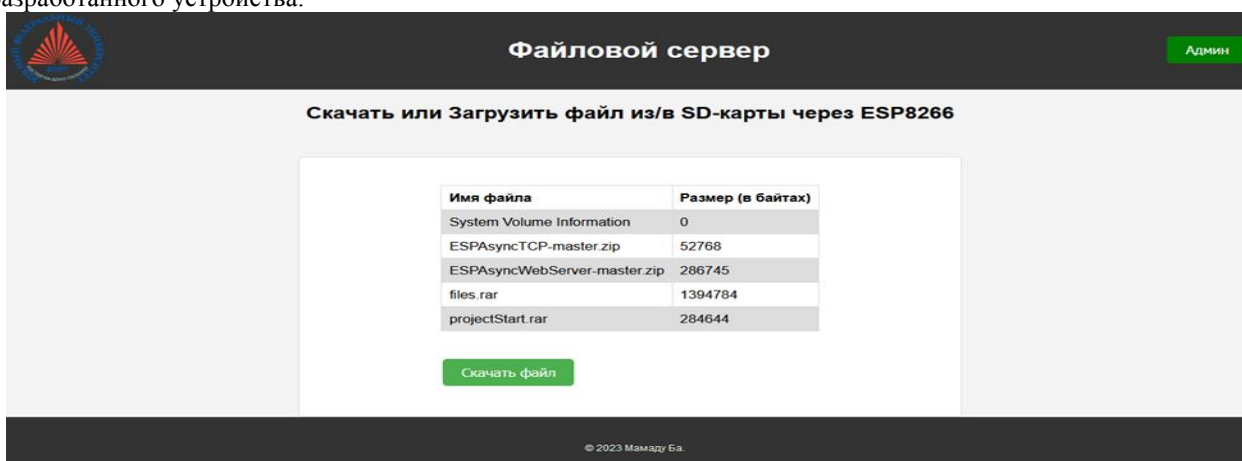 разработанного устройства.
Файловой сервер
Админ
Скачать или Загрузить файл из/в SD-карты через ESP8266
Имя файла Размер (в байтах)
System Volume Information 0
ESPAsyncTCP-master.zip 52768
ESPAsyncWebServer-master.zip 286745
files.rar 1394784
projectStart.rar 284644
Скачать файл
© 2023 Мамаду Ба.